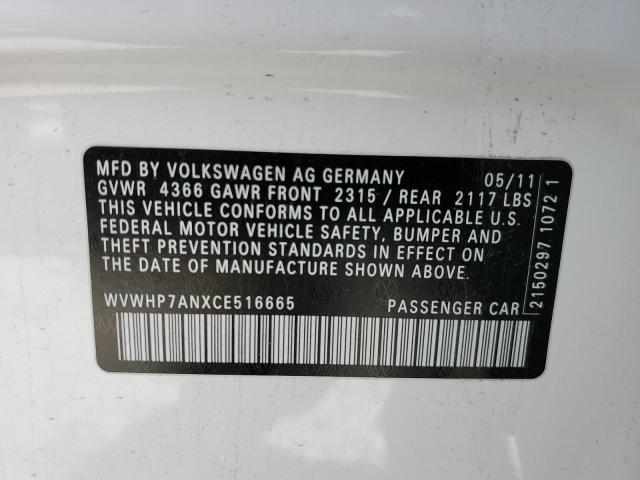 MFD BY VOLKSWAGEN AG GERMANY 05/11
GVWR 4366 GAWR FRONT 2315 / REAR 2117 LBS
THIS VEHICLE CONFORMS TO ALL APPLICABLE U.S.
FEDERAL MOTOR VEHICLE SAFETY, BUMPER AND
THEFT PREVENTION STANDARDS IN EFFECT ON
THE DATE OF MANUFACTURE SHOWN ABOVE.
WVWHP7ANXCE516665 PASSENGER CAR
2150297 1072 1